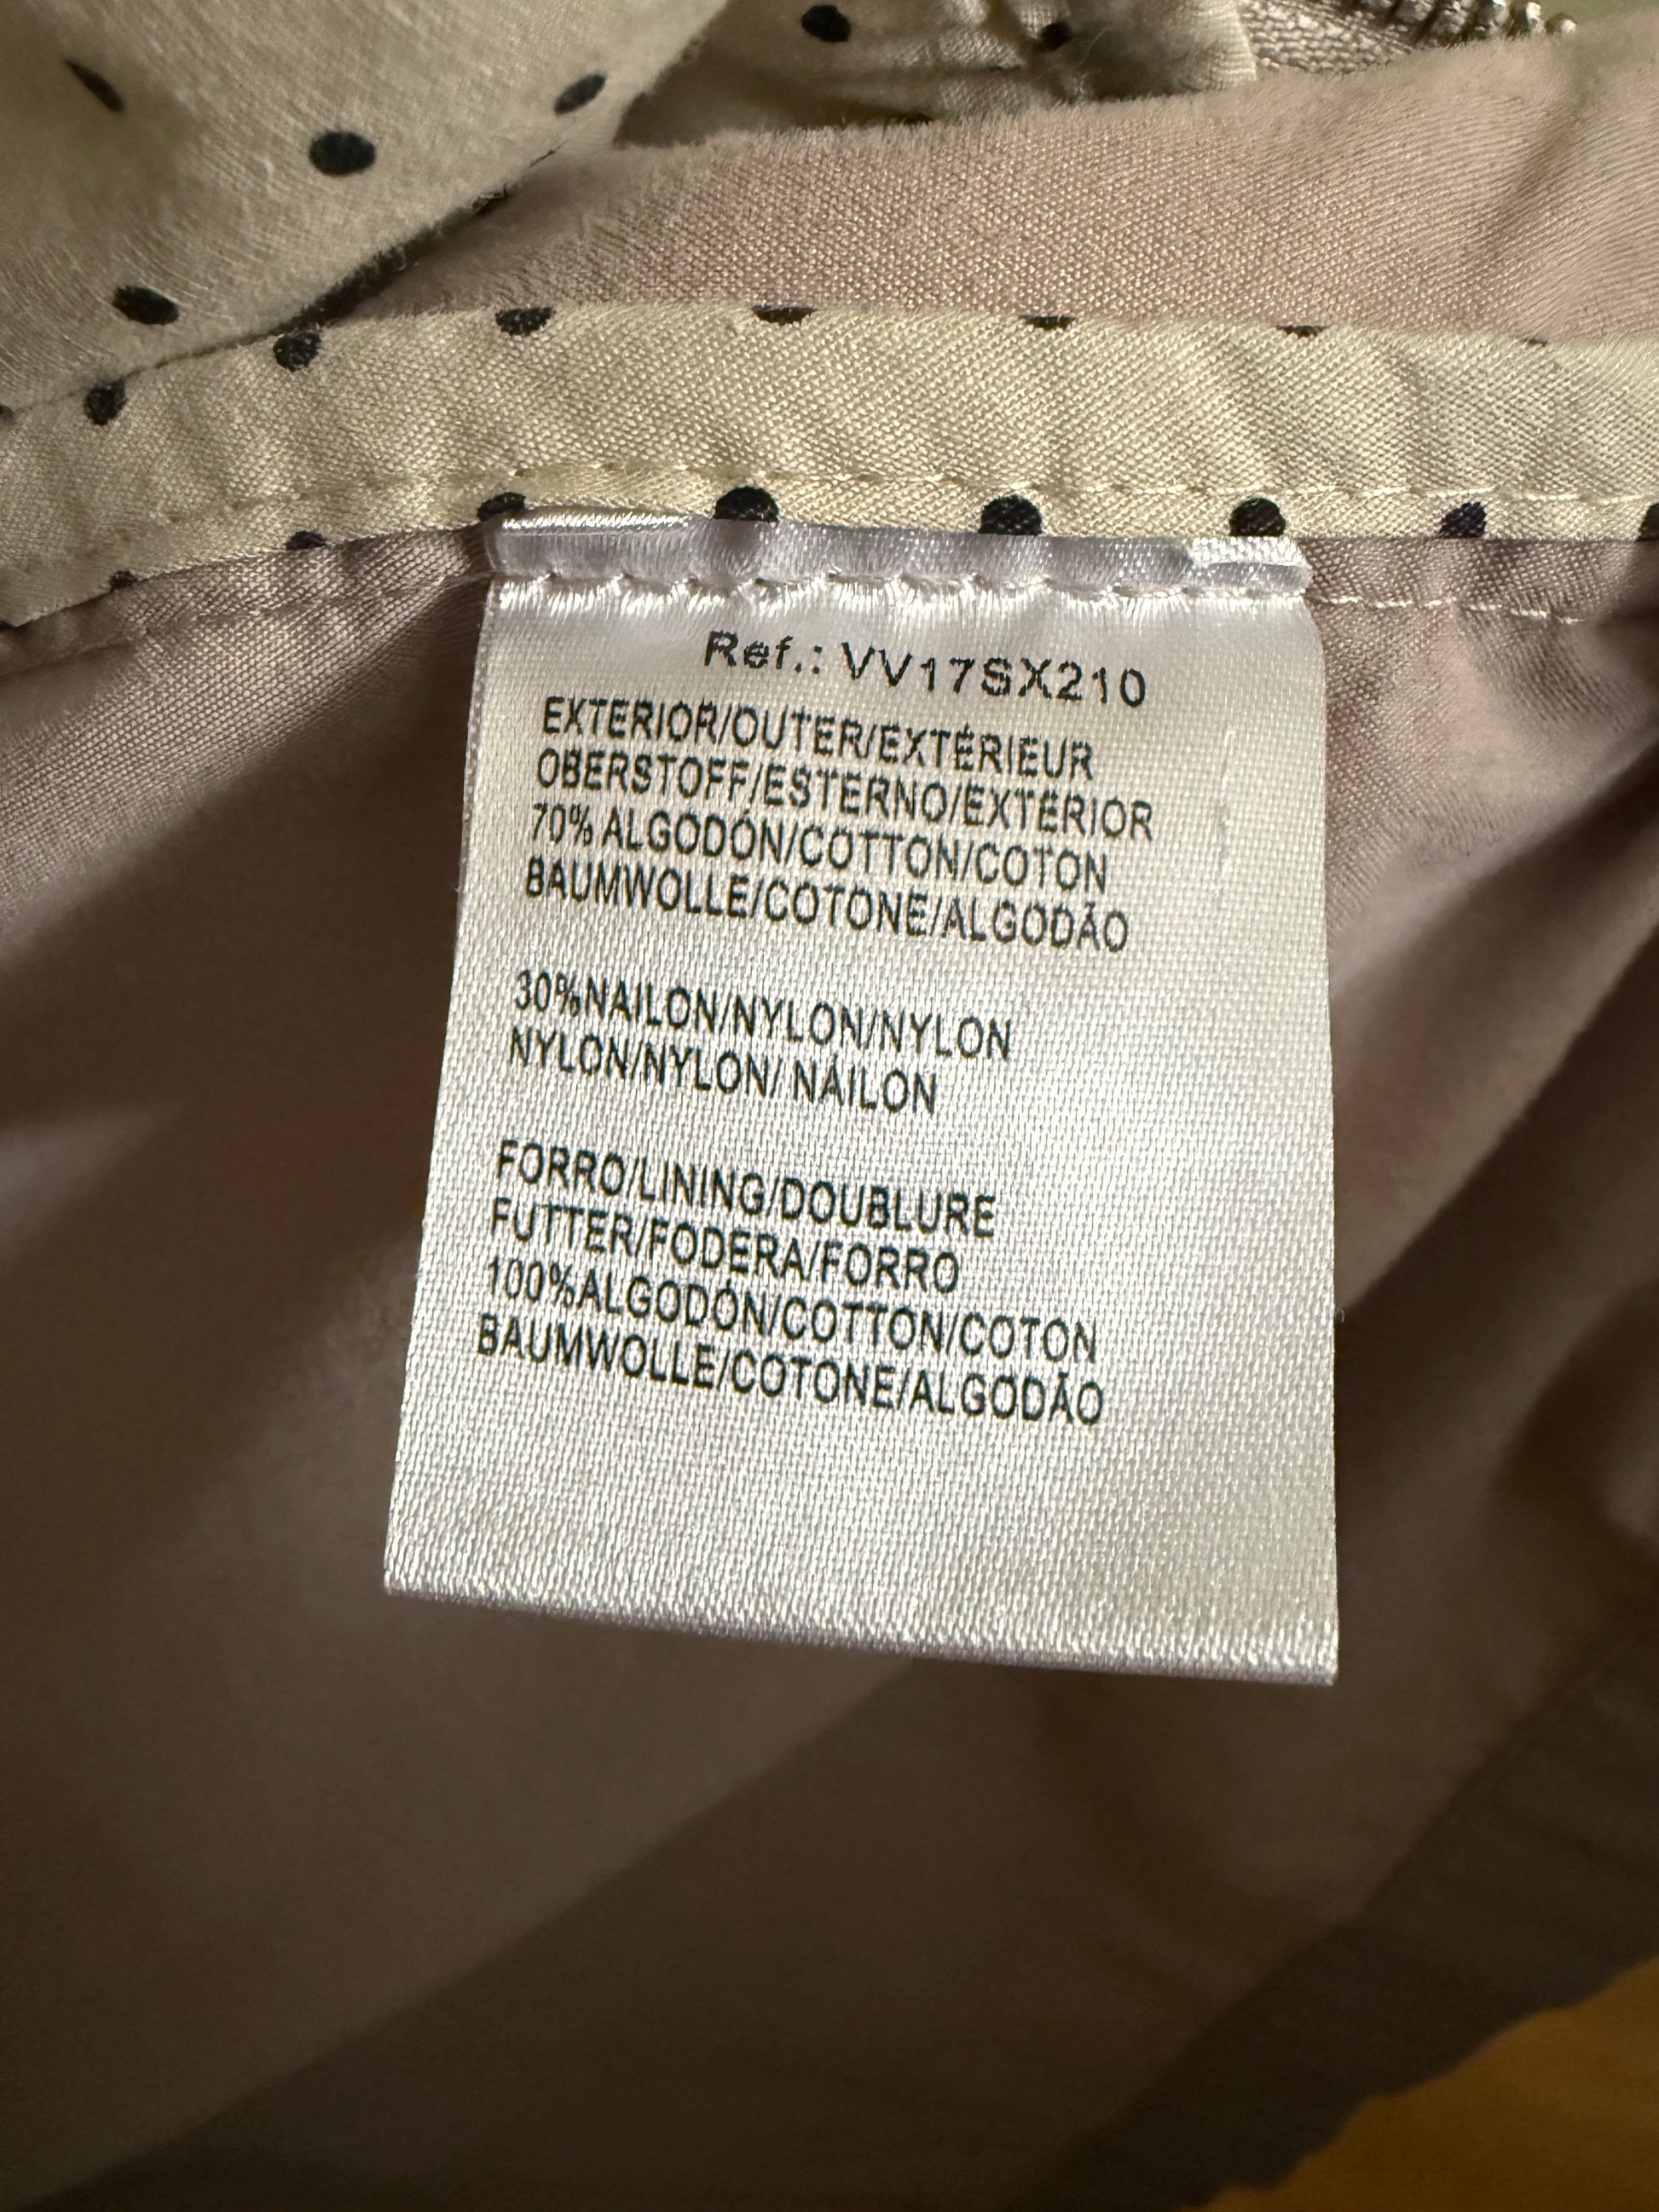 Ref.: VV17SX210
EXTERIOR/OUTER/EXTÉRIEUR
OBERSTOFF/ESTERNO/EXTERIOR
70% ALGODÓN/COTTON/COTON
BAUMWOLLE/COTONE/ALGODÃO
30%NAILON/NYLON/NYLON
NYLON/NYLON/ NÁILON
FORRO/LINING/DOUBLURE
FUTTER/FODERA/FORRO
100%ALGODÓN/COTTON/COTON
BAUMWOLLE/COTONE/ALGODÃO